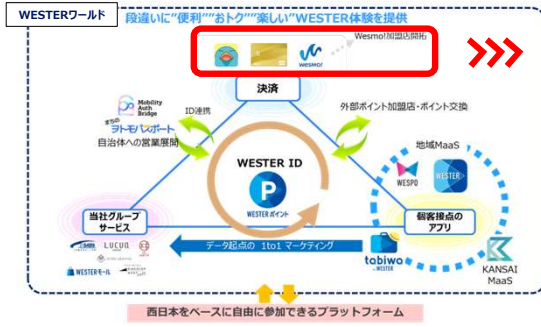 WESTERワールド
段違いに”便利””おトク””楽しい”WESTER体験を提供
Wesmo!加盟店開拓
wesmo!
決済
Mobility
Auth
Bridge
ID連携
まちの
ヲトモパスポート
自治体への営業展開
外部ポイント加盟店・ポイント交換
地域MaaS
WESTER ID
P
WESTERポイント
WESPO
WESTER
当社グループ
サービス
個客接点の
アプリ
LUCUA
データ起点の 1to1 マーケティング
tabiwa
by WESTER
WESTERモール
KANSAI
MaaS
西日本をベースに自由に参加できるプラットフォーム